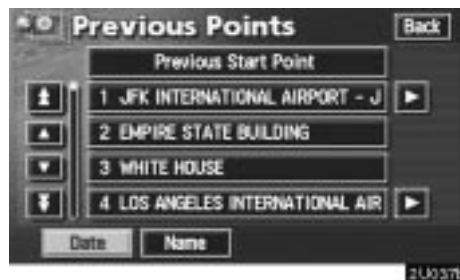 Previous Points
Back
Previous Start Point
1 JFK INTERNATIONAL AIRPORT - J
2 EMPIRE STATE BUILDING
3 WHITE HOUSE
4 LOS ANGELES INTERNATIONAL AIR
Date Name